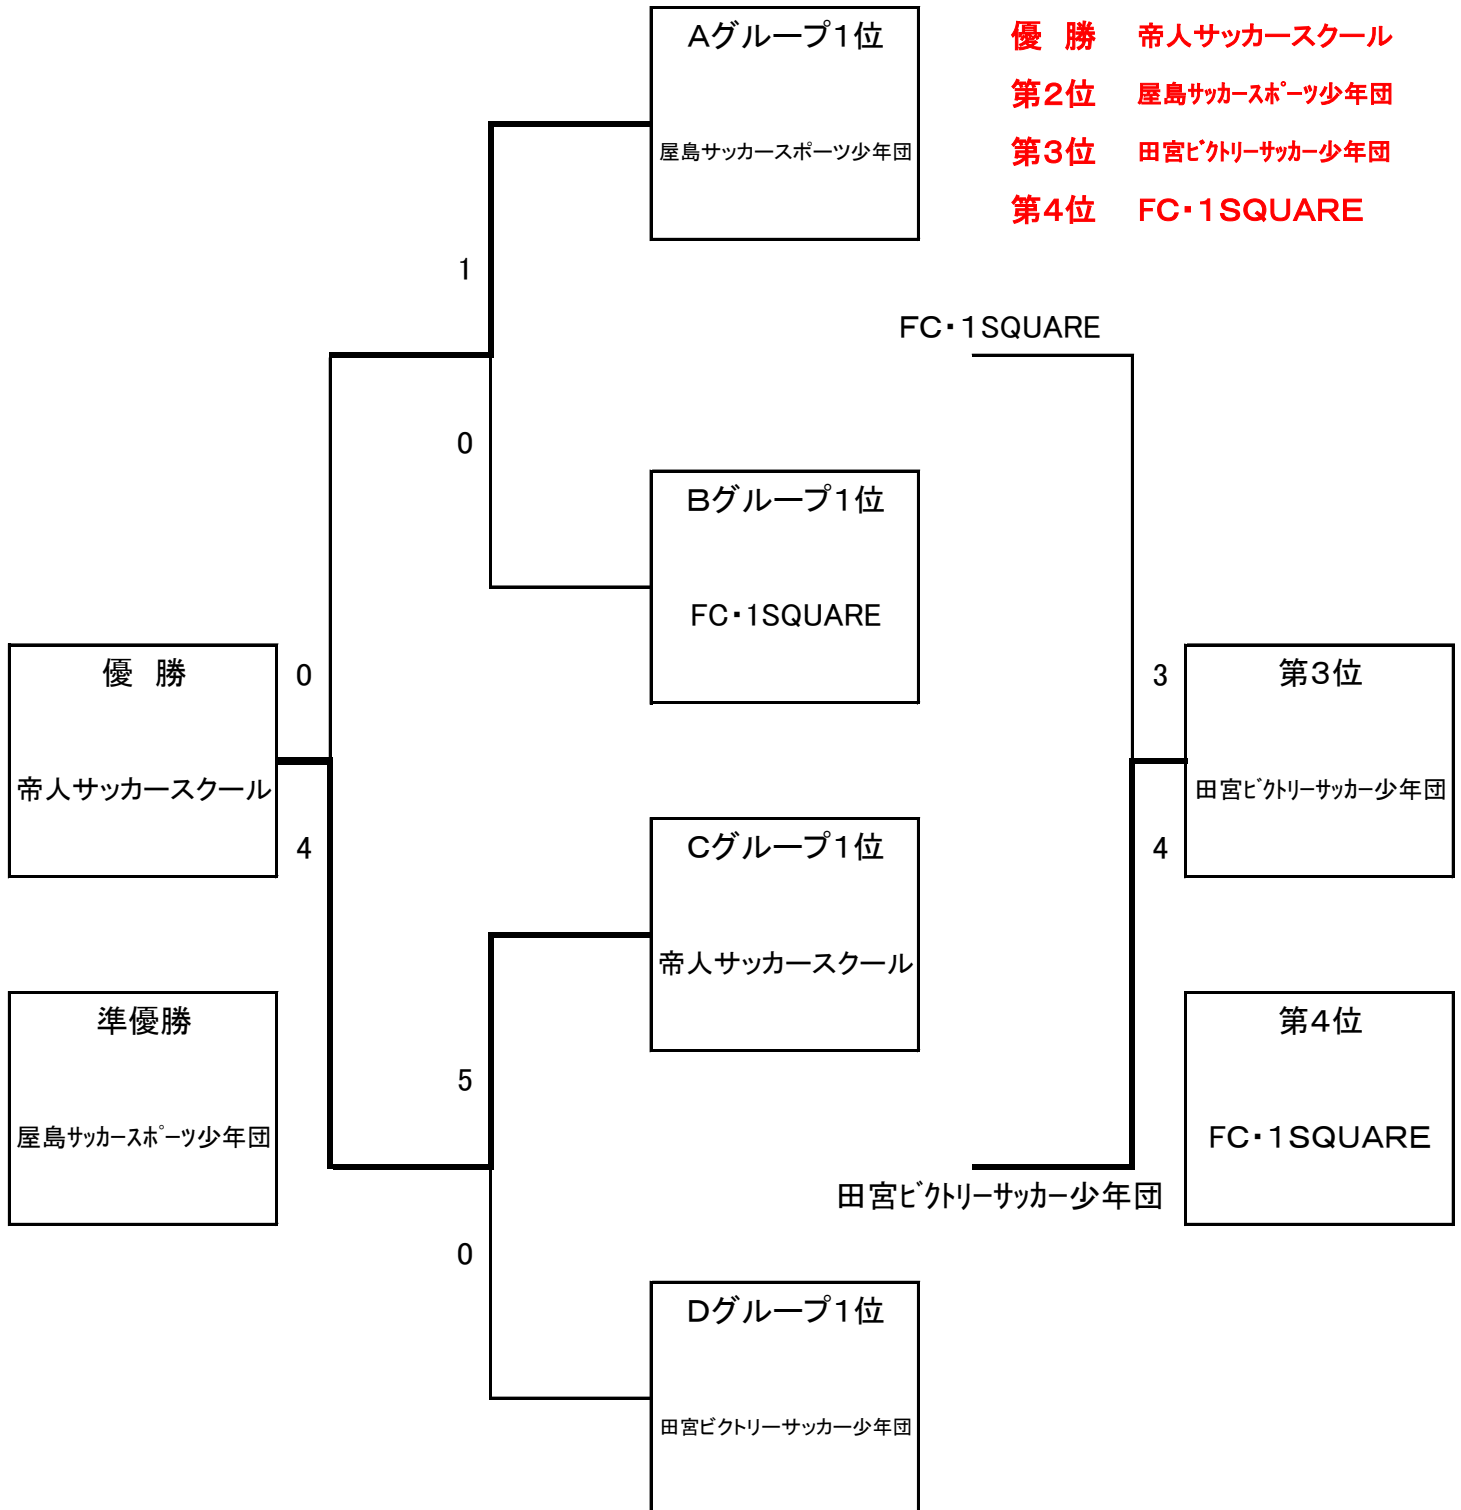 Aグループ1位
優　勝　帝人サッカースクール
第2位　屋島ｻｯｶｰｽﾎﾟｰﾂ少年団
屋島サッカースポーツ少年団
第3位　田宮ﾋﾞｸﾄﾘｰｻｯｶｰ少年団
第4位　FC・1SQUARE
1
FC・1SQUARE
0
Bグループ1位
FC・1SQUARE
優　勝
0
3
第3位
帝人サッカースクール
田宮ﾋﾞｸﾄﾘｰｻｯｶｰ少年団
4
Cグループ1位
4
帝人サッカースクール
準優勝
第4位
5
屋島ｻｯｶｰｽﾎﾟｰﾂ少年団
FC・1SQUARE
田宮ﾋﾞｸﾄﾘｰｻｯｶｰ少年団
0
Dグループ1位
田宮ビクトリーサッカー少年団